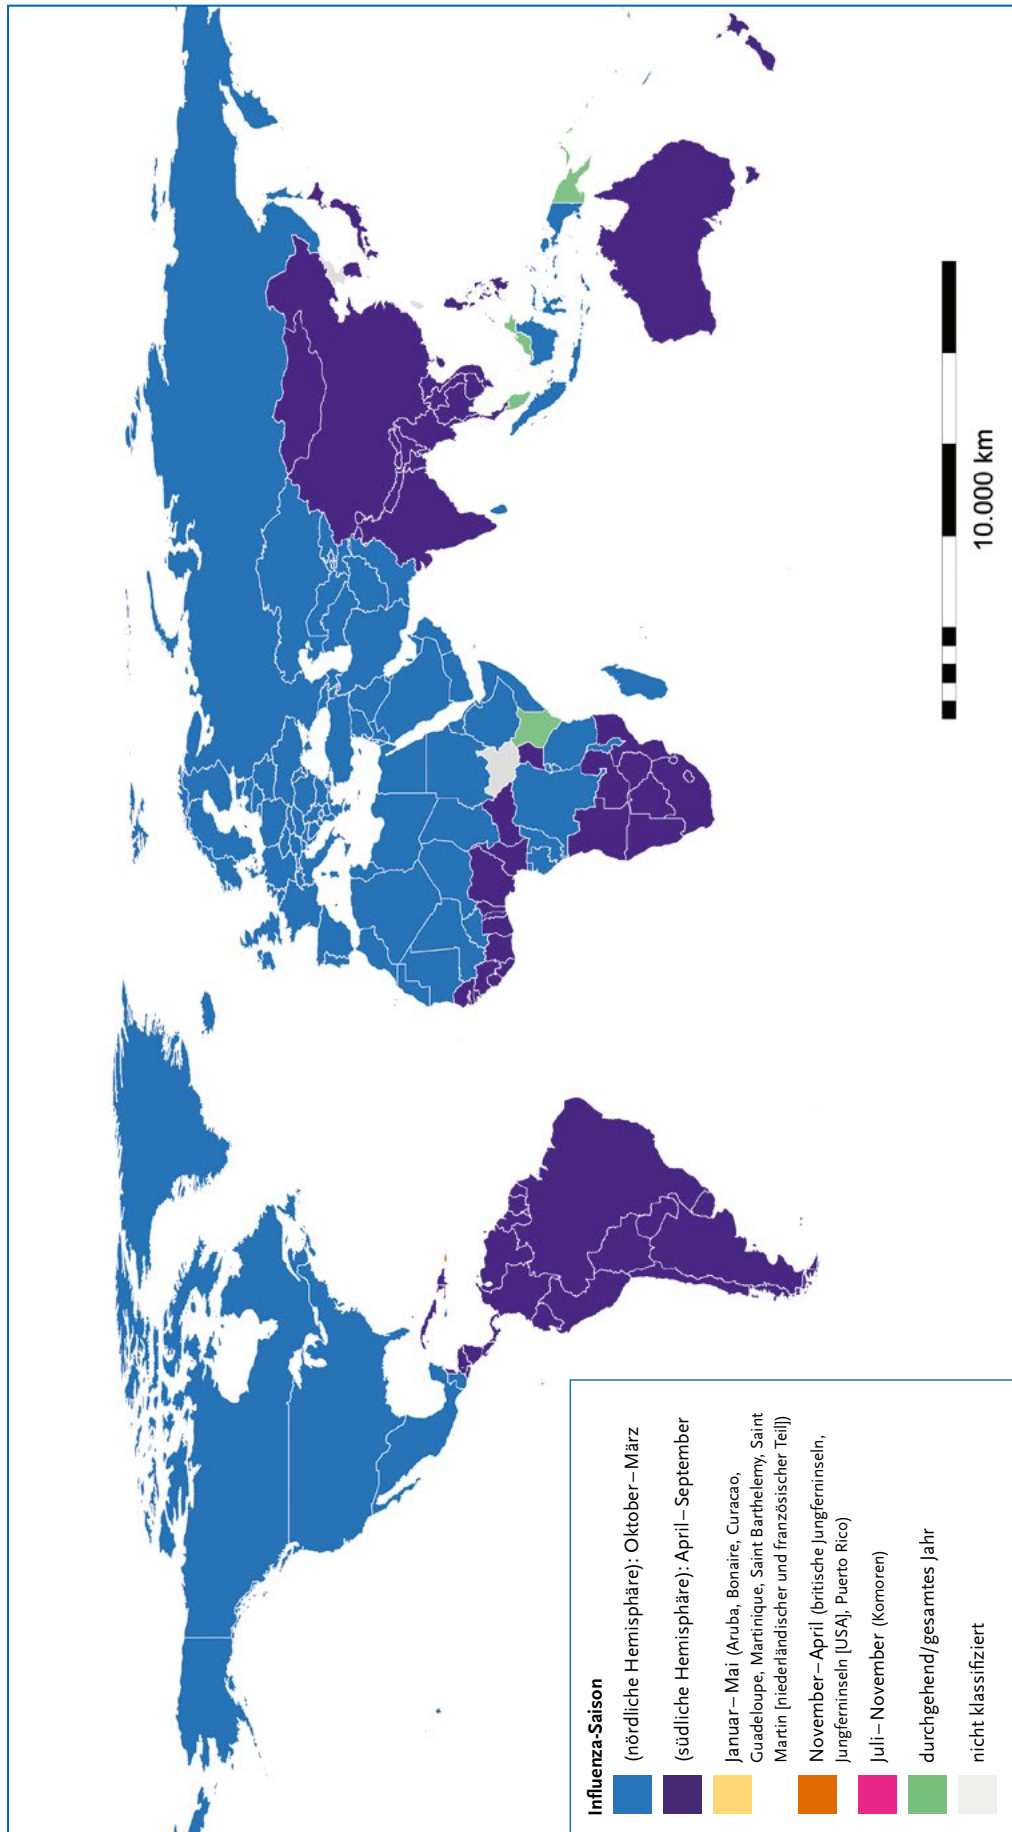 10.000 km
Influenza-Saison
(nördliche Hemisphäre): Oktober – März
(südliche Hemisphäre): April – September
Januar – Mai (Aruba, Bonaire, Curacao,
Guadeloupe, Martinique, Saint Barthelemy, Saint
Martin [niederländischer und französischer Teil])
November – April (britische Jungferninseln,
Jungferninseln [USA], Puerto Rico)
Juli – November (Komoren)
durchgehend/gesamtes Jahr
nicht klassifiziert